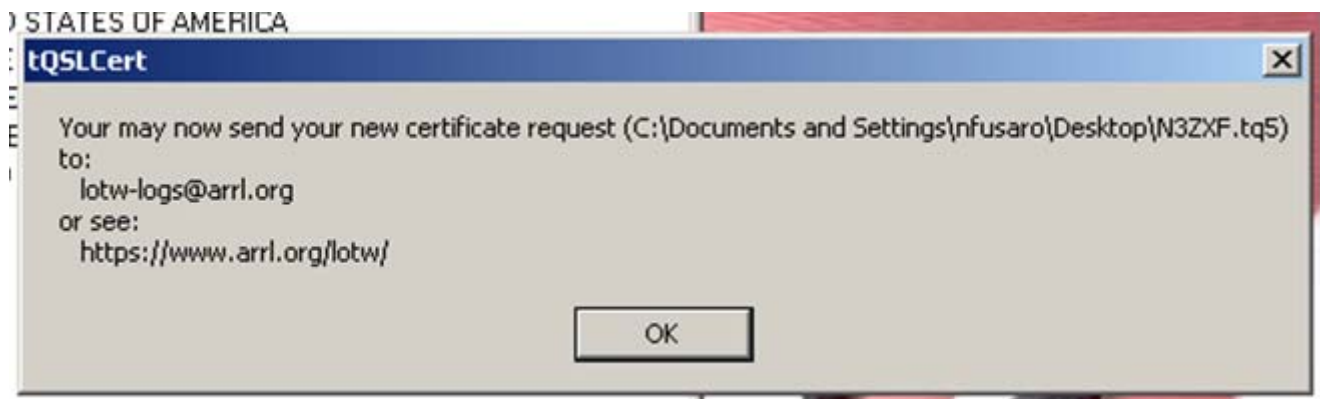 STATES OF AMERICA
tQSLCert
Your may now send your new certificate request (C:\Documents and Settings\nfusaro\Desktop\N3ZXF.tq5)
to:
lotw-logs@arrl.org
or see:
https://www.arrl.org/lotw/
OK